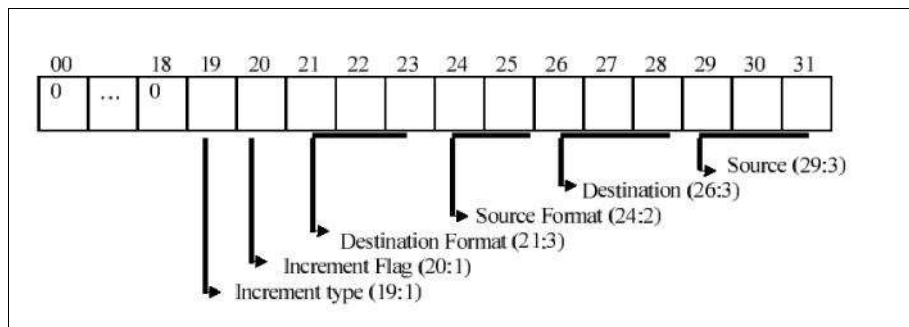 00 18 19 20 21 22 23 24 25 26 27 28 29 30 31
0 ... 0
Source (29:3)
Destination (26:3)
Source Format (24:2)
Destination Format (21:3)
Increment Flag (20:1)
Increment type (19:1)